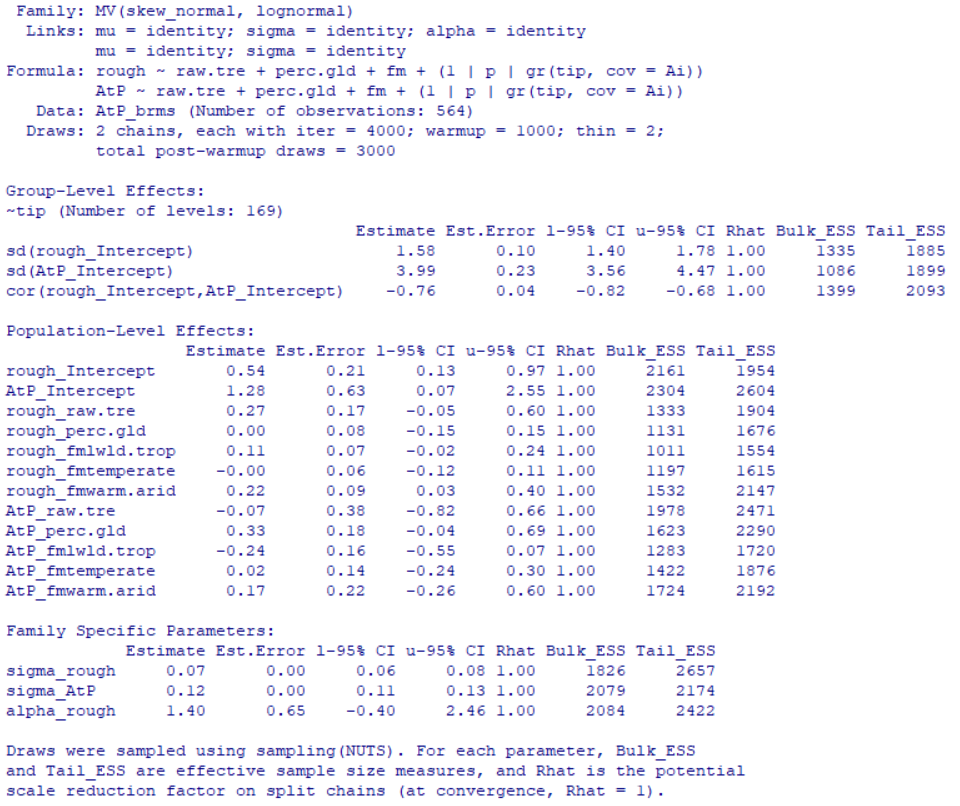 Family: MV(skew_normal, lognormal)
Links: mu = identity; sigma = identity; alpha = identity
mu = identity; sigma = identity
Formula: rough ~ raw.tre + perc.gld + fm + (1 | p | gr(tip, cov = Ai))
AtP ~ raw.tre + perc.gld + fm + (1 | p | gr(tip, cov = Ai))
Data: AtP_brms (Number of observations: 564)
Draws: 2 chains, each with iter = 4000; warmup = 1000; thin = 2;
total post-warmup draws = 3000
Group-Level Effects:
~tip (Number of levels: 169)
Estimate Est.Error l-95% CI u-95% CI Rhat Bulk_ESS Tail_ESS
sd(rough_Intercept) 1.58 0.10 1.40 1.78 1.00 1335 1885
sd(AtP_Intercept) 3.99 0.23 3.56 4.47 1.00 1086 1899
cor(rough_Intercept,AtP_Intercept) -0.76 0.04 -0.82 -0.68 1.00 1399 2093
Population-Level Effects:
Estimate Est.Error l-95% CI u-95% CI Rhat Bulk_ESS Tail_ESS
rough_Intercept 0.54 0.21 0.13 0.97 1.00 2161 1954
AtP_Intercept 1.28 0.63 0.07 2.55 1.00 2304 2604
rough_raw.tre 0.27 0.17 -0.05 0.60 1.00 1333 1904
rough_perc.gld 0.00 0.08 -0.15 0.15 1.00 1131 1676
rough_fmlwld.trop 0.11 0.07 -0.02 0.24 1.00 1011 1554
rough_fmtemperate -0.00 0.06 -0.12 0.11 1.00 1197 1615
rough_fmwarm.arid 0.22 0.09 0.03 0.40 1.00 1532 2147
AtP_raw.tre -0.07 0.38 -0.82 0.66 1.00 1978 2471
AtP_perc.gld 0.33 0.18 -0.04 0.69 1.00 1623 2290
AtP_fmlwld.trop -0.24 0.16 -0.55 0.07 1.00 1283 1720
AtP_fmtemperate 0.02 0.14 -0.24 0.30 1.00 1422 1876
AtP_fmwarm.arid 0.17 0.22 -0.26 0.60 1.00 1724 2192
Family Specific Parameters:
Estimate Est.Error l-95% CI u-95% CI Rhat Bulk_ESS Tail_ESS
sigma_rough 0.07 0.00 0.06 0.08 1.00 1826 2657
sigma_AtP 0.12 0.00 0.11 0.13 1.00 2079 2174
alpha_rough 1.40 0.65 -0.40 2.46 1.00 2084 2422
Draws were sampled using sampling(NUTS). For each parameter, Bulk_ESS
and Tail_ESS are effective sample size measures, and Rhat is the potential
scale reduction factor on split chains (at convergence, Rhat = 1).